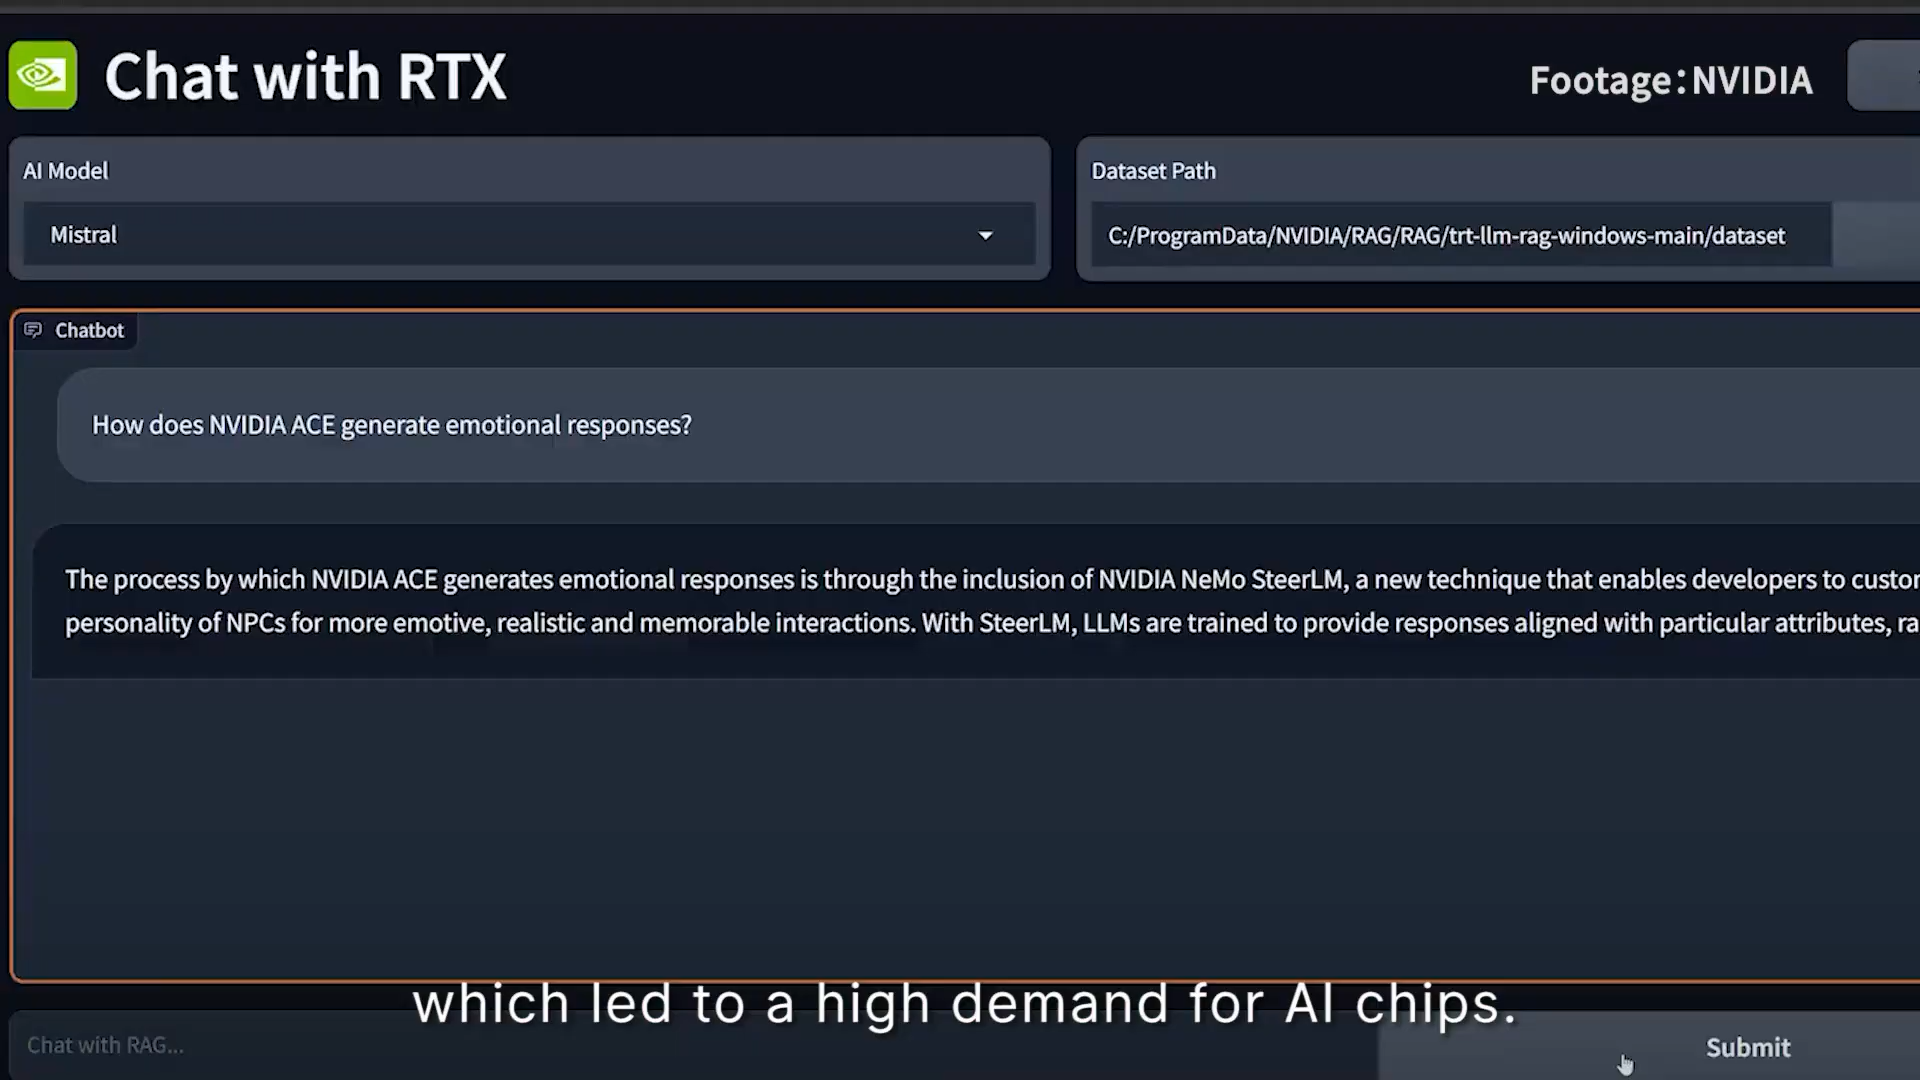 Chat with RTX
Footage:NVIDIA
AI Model
Dataset Path
Mistral
C:/ProgramData/NVIDIA/RAG/RAG/trt-llm-rag-windows-main/dataset
Chatbot
How does NVIDIA ACE generate emotional responses?
The process by which NVIDIA ACE generates emotional responses is through the inclusion of NVIDIA NeMo SteerLM, a new technique that enables developers to custom
personality of NPCs for more emotive, realistic and memorable interactions. With SteerLM, LLMs are trained to provide responses aligned with particular attributes, ra
which led to a high demand for AI chips.
Chat with RAG...
Submit